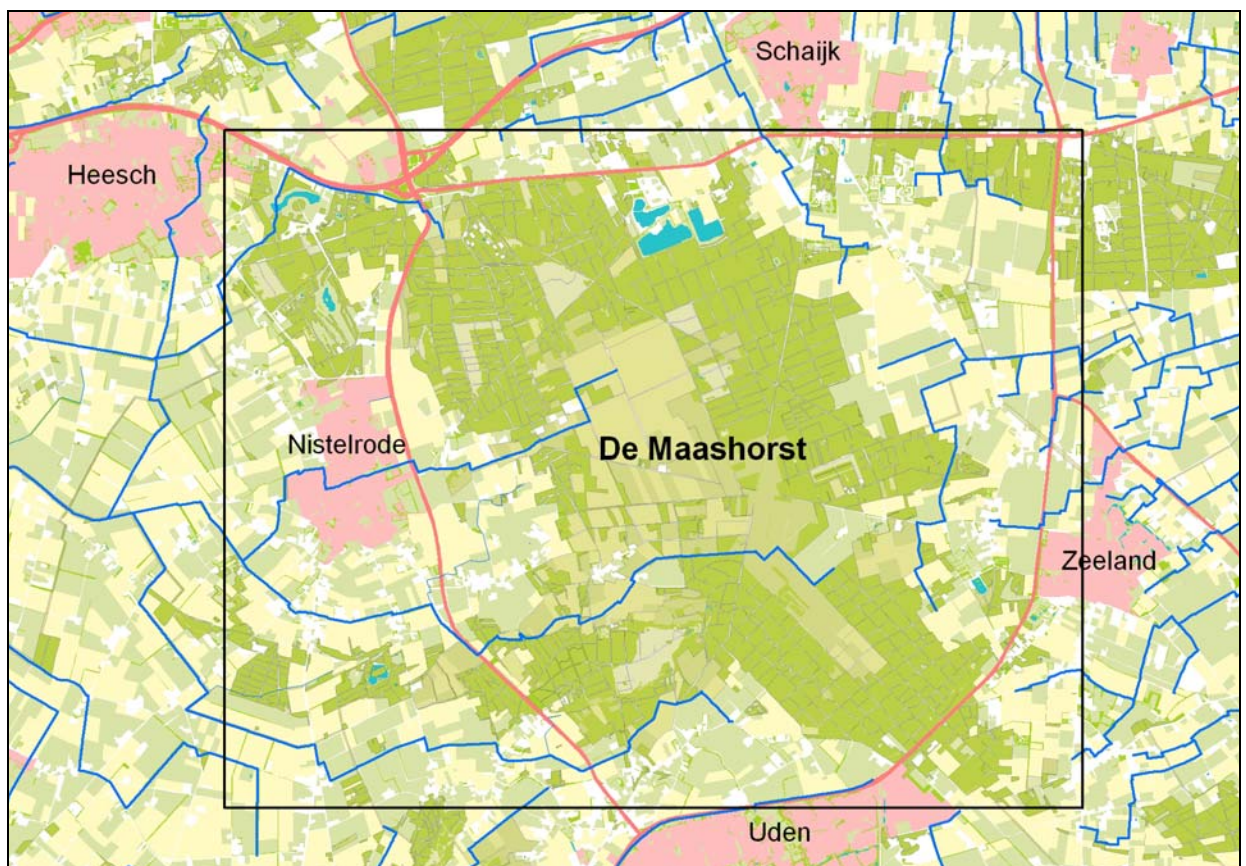 Schaijk
Heesch
Nistelrode
De Maashorst
Zeeland
Uden